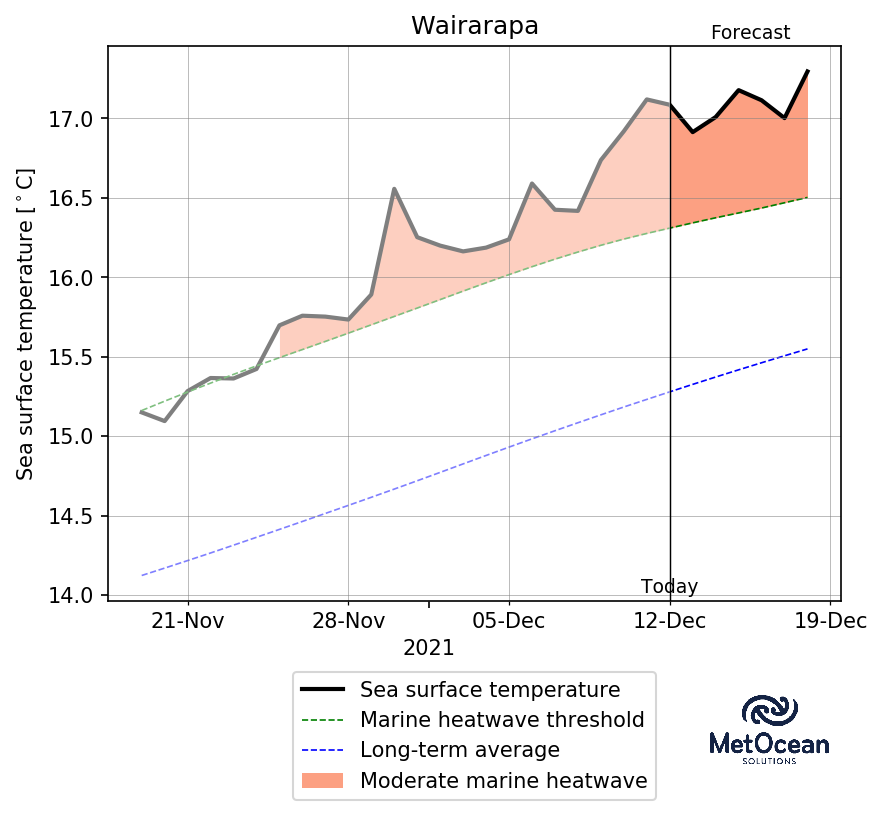 Wairarapa
Forecast
Sea surface temperature [°C]
17.0
16.5
16.0
15.5
15.0
14.5
14.0
Today
21-Nov
28-Nov
05-Dec
12-Dec
19-Dec
2021
Sea surface temperature
Marine heatwave threshold
Long-term average
Moderate marine heatwave
MetOcean
SOLUTIONS